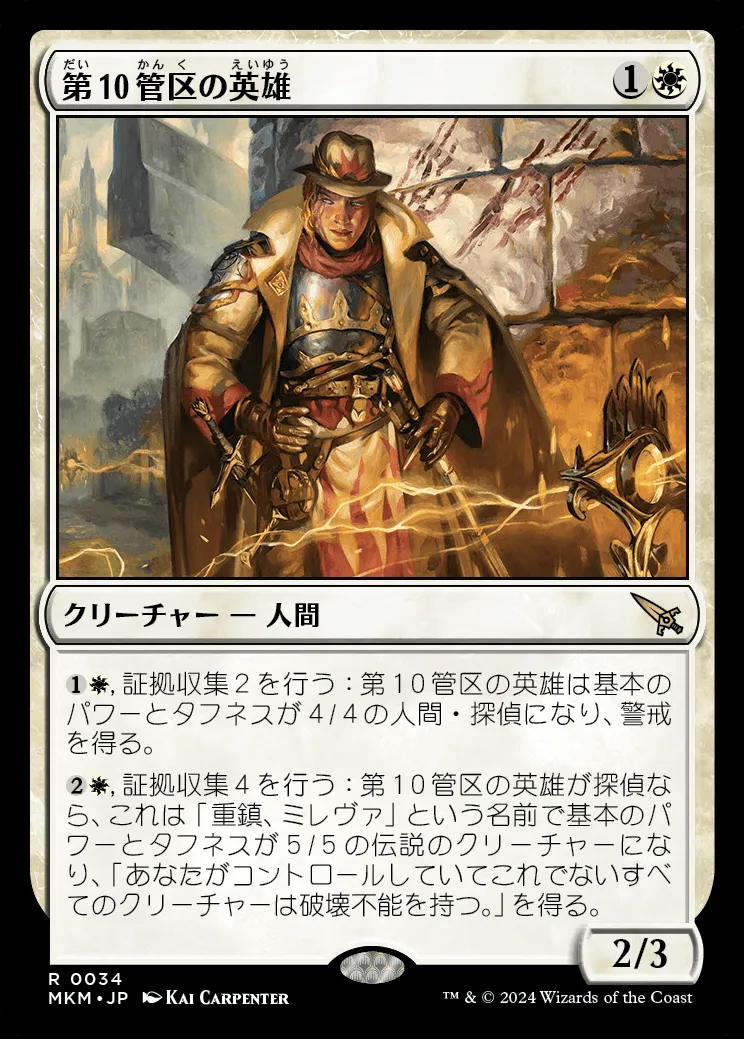 だい かん く えいゆう
第10管区の英雄 1
クリーチャー ― 人間
1, 証拠収集2を行う：第10管区の英雄は基本の
パワーとタフネスが4/4の人間・探偵になり、警戒
を得る。
2, 証拠収集4を行う：第10管区の英雄が探偵な
ら、これは「重鎮、ミレヴァ」という名前で基本のパ
ワーとタフネスが5/5の伝説のクリーチャーにな
り、「あなたがコントロールしていてこれでないすべ
てのクリーチャーは破壊不能を持つ。」を得る。
2/3
R 0034
MKM • JP KAI CARPENTER
™ & © 2024 Wizards of the Coast